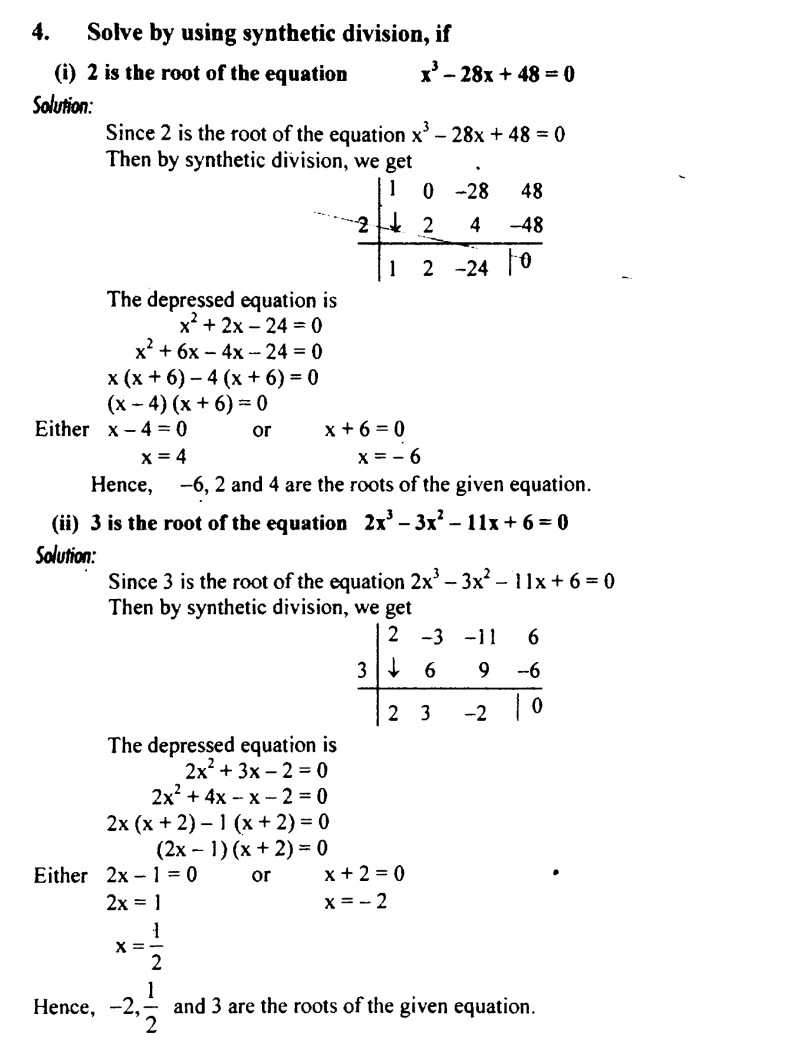 4. Solve by using synthetic division, if
(i) 2 is the root of the equation x³ – 28x + 48 = 0
Solution:
Since 2 is the root of the equation x³ – 28x + 48 = 0
Then by synthetic division, we get
1 0 –28 48
2 ↓ 2 4 –48
1 2 –24 | 0
The depressed equation is
x² + 2x – 24 = 0
x² + 6x – 4x – 24 = 0
x (x + 6) – 4 (x + 6) = 0
(x – 4) (x + 6) = 0
Either x – 4 = 0 or x + 6 = 0
x = 4 x = – 6
Hence, –6, 2 and 4 are the roots of the given equation.
(ii) 3 is the root of the equation 2x³ – 3x² – 11x + 6 = 0
Solution:
Since 3 is the root of the equation 2x³ – 3x² – 11x + 6 = 0
Then by synthetic division, we get
2 –3 –11 6
3 ↓ 6 9 –6
2 3 –2 | 0
The depressed equation is
2x² + 3x – 2 = 0
2x² + 4x – x – 2 = 0
2x (x + 2) – 1 (x + 2) = 0
(2x – 1) (x + 2) = 0
Either 2x – 1 = 0 or x + 2 = 0
2x = 1 x = – 2
x = 1/2
Hence, –2, 1/2 and 3 are the roots of the given equation.